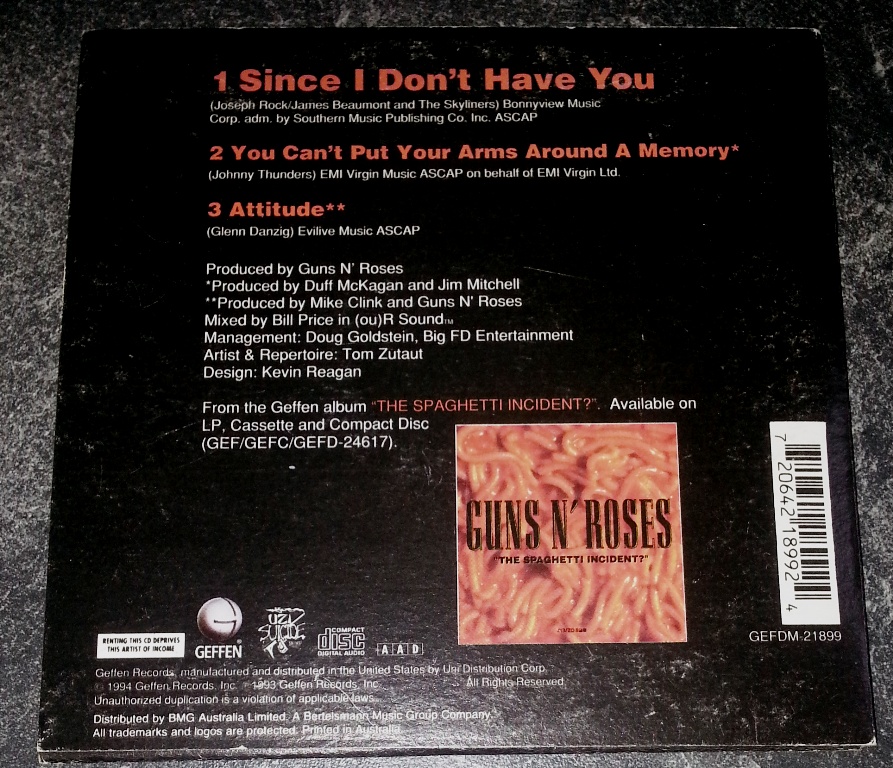 1 Since I Don't Have You
(Joseph Rock/James Beaumont and The Skyliners) Bonnyview Music
Corp. adm. by Southern Music Publishing Co. Inc. ASCAP
2 You Can't Put Your Arms Around A Memory*
(Johnny Thunders) EMI Virgin Music ASCAP on behalf of EMI Virgin Ltd.
3 Attitude**
(Glenn Danzig) Evilive Music ASCAP
Produced by Guns N' Roses
*Produced by Duff McKagan and Jim Mitchell
**Produced by Mike Clink and Guns N' Roses
Mixed by Bill Price in (ou)R Sound™
Management: Doug Goldstein, Big FD Entertainment
Artist & Repertoire: Tom Zutaut
Design: Kevin Reagan
From the Geffen album "THE SPAGHETTI INCIDENT?". Available on
LP, Cassette and Compact Disc
(GEF/GEFC/GEFD-24617).
GUNS N' ROSES
"THE SPAGHETTI INCIDENT?"
7 20642 18992 4
GEFDM-21899
RENTING THIS CD DEPRIVES
THIS ARTIST OF INCOME
GEFFEN
UZI
SUICIDE
COMPACT
disc
DIGITAL AUDIO
A A D
Geffen Records, manufactured and distributed in the United States by Uni Distribution Corp.
1994 Geffen Records, Inc. 1993 Geffen Records, Inc. All Rights Reserved.
Unauthorized duplication is a violation of applicable laws.
Distributed by BMG Australia Limited. A Bertelsmann Music Group Company.
All trademarks and logos are protected. Printed in Australia.